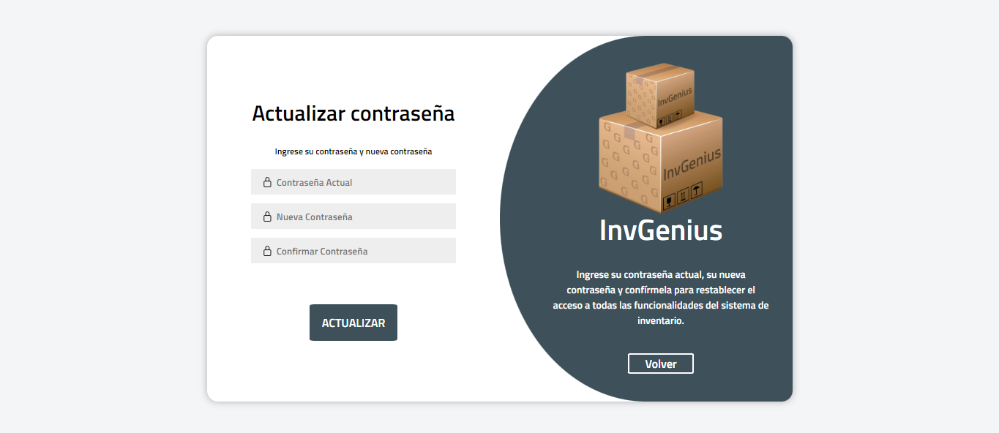 Actualizar contraseña
Ingrese su contraseña y nueva contraseña
Contraseña Actual
Nueva Contraseña
Confirmar Contraseña
ACTUALIZAR
InvGenius
InvGenius
InvGenius
Ingrese su contraseña actual, su nueva
contraseña y confírmela para restablecer el
acceso a todas las funcionalidades del sistema de
inventario.
Volver